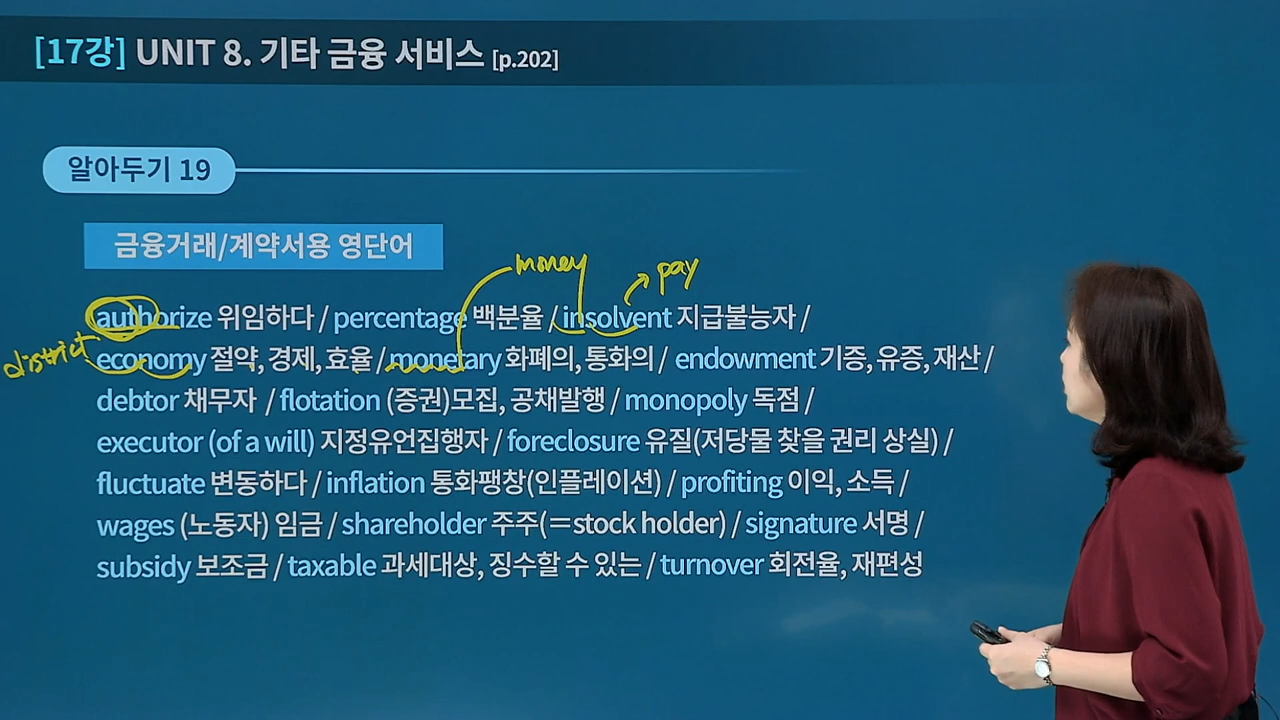 [17강] UNIT 8. 기타 금융 서비스 [p.202]
알아두기 19
금융거래/계약서용 영단어
money
pay
authorize 위임하다 / percentage 백분율 / insolvent 지급불능자 /
district
economy 절약, 경제, 효율 / monetary 화폐의, 통화의 / endowment 기증, 유증, 재산 /
debtor 채무자 / flotation (증권)모집, 공채발행 / monopoly 독점 /
executor (of a will) 지정유언집행자 / foreclosure 유질(저당물 찾을 권리 상실) /
fluctuate 변동하다 / inflation 통화팽창(인플레이션) / profiting 이익, 소득 /
wages (노동자) 임금 / shareholder 주주(=stock holder) / signature 서명 /
subsidy 보조금 / taxable 과세대상, 징수할 수 있는 / turnover 회전율, 재편성